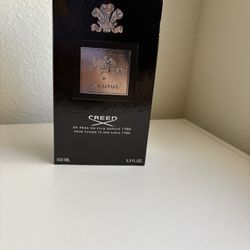 AVENTUS
CREED
DE PÈRE EN FILS DEPUIS 1760
FROM FATHER TO SON SINCE 1760
100 ML 3.3 FL.OZ.